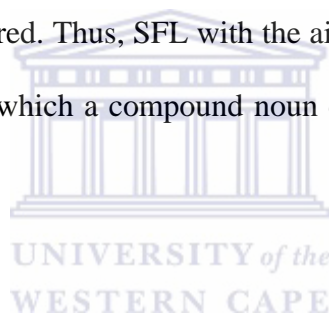 red. Thus, SFL with the ai
which a compound noun
UNIVERSITY of the
WESTERN CAPE